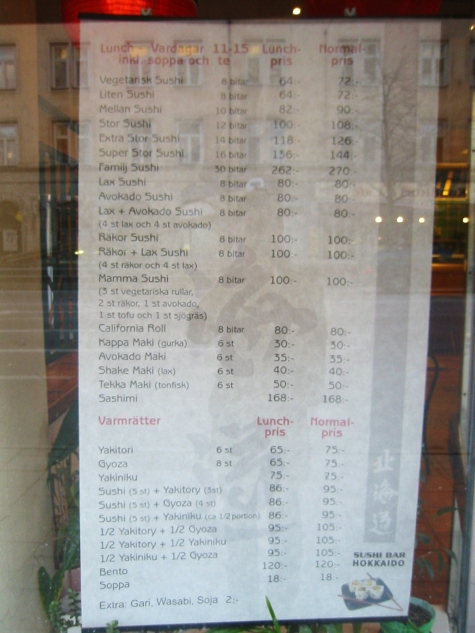 Lunch - Vardagar 11-15 Lunch- Normal-
inkl. soppa och te pris pris
Vegetarisk Sushi 8 bitar 64:- 72:-
Liten Sushi 8 bitar 64:- 72:-
Mellan Sushi 10 bitar 82:- 90:-
Stor Sushi 12 bitar 100:- 108:-
Extra Stor Sushi 14 bitar 118:- 126:-
Super Stor Sushi 16 bitar 136:- 144:-
Familj Sushi 30 bitar 262:- 270:-
Lax Sushi 8 bitar 80:- 80:-
Avokado Sushi 8 bitar 80:- 80:-
Lax + Avokado Sushi 8 bitar 80:- 80:-
(4 st lax och 4 st avokado)
Räkor Sushi 8 bitar 100:- 100:-
Räkor + Lax Sushi 8 bitar 100:- 100:-
(4 st räkor och 4 st lax)
Mamma Sushi 8 bitar 100:- 100:-
(3 st vegetariska rullar,
2 st räkor, 1 st avokado,
1 st tofu och 1 st sjögräs)
California Roll 8 bitar 80:- 80:-
Kappa Maki (gurka) 6 st 30:- 30:-
Avokado Maki 6 st 35:- 35:-
Shake Maki (lax) 6 st 40:- 40:-
Tekka Maki (tonfisk) 6 st 50:- 50:-
Sashimi 168:- 168:-
Varmrätter Lunch- Normal-
pris pris
Yakitori 6 st 65:- 75:-
Gyoza 8 st 65:- 75:-
Yakiniku 75:- 75:-
Sushi (5 st) + Yakitory (3st) 86:- 95:-
Sushi (5 st) + Gyoza (4 st) 86:- 95:-
Sushi (5 st) + Yakiniku (ca 1/2 portion) 86:- 95:-
1/2 Yakitory + 1/2 Gyoza 95:- 105:-
1/2 Yakitory + 1/2 Yakiniku 95:- 105:-
1/2 Yakiniku + 1/2 Gyoza 95:- 105:-
Bento 120:- 120:-
Soppa 18:- 18:-
Extra: Gari, Wasabi, Soja 2:-
北海道
SUSHI BAR
HOKKAIDO